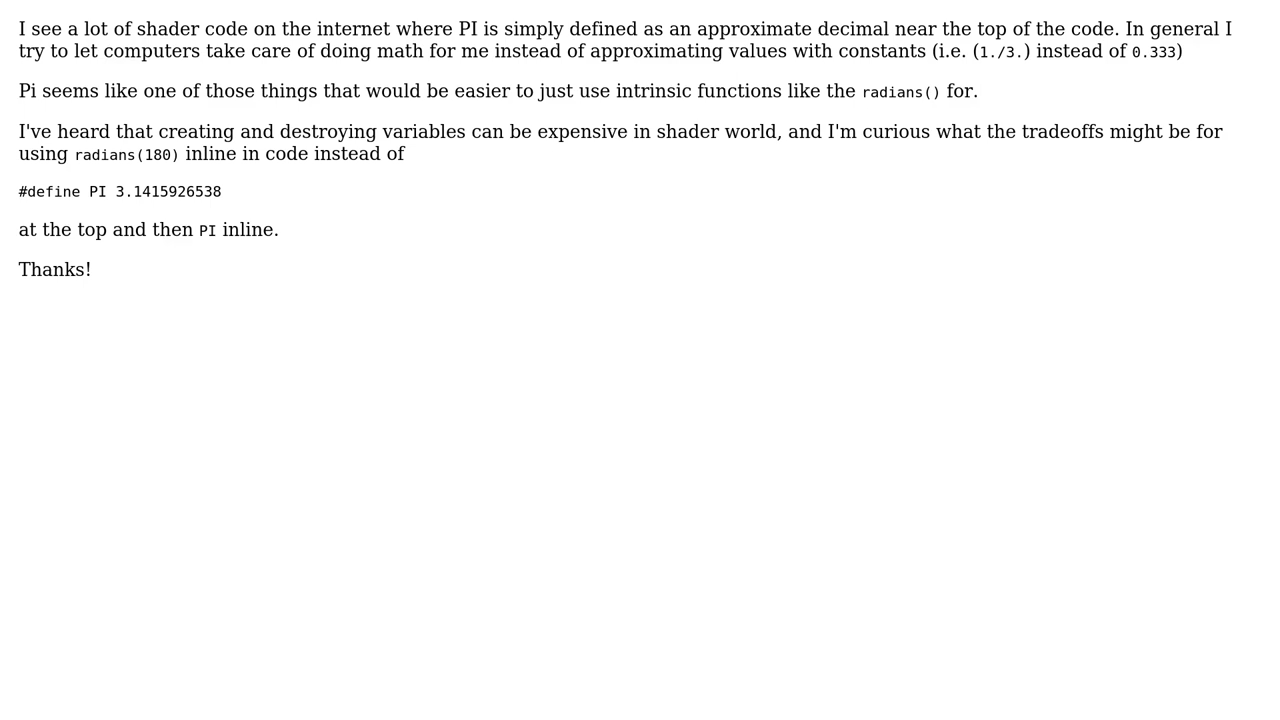 I see a lot of shader code on the internet where PI is simply defined as an approximate decimal near the top of the code. In general I
try to let computers take care of doing math for me instead of approximating values with constants (i.e. (1./3.) instead of 0.333)
Pi seems like one of those things that would be easier to just use intrinsic functions like the radians() for.
I've heard that creating and destroying variables can be expensive in shader world, and I'm curious what the tradeoffs might be for
using radians(180) inline in code instead of
#define PI 3.1415926538
at the top and then PI inline.
Thanks!